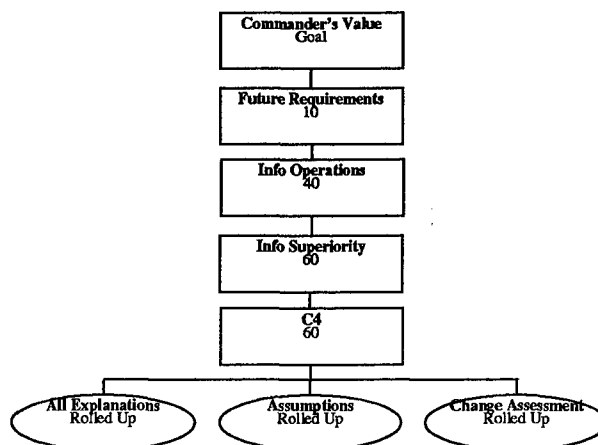 Commander's Value
Goal
Future Requirements
10
Info Operations
40
Info Superiority
60
C4
60
All Explanations
Rolled Up
Assumptions
Rolled Up
Change Assessment
Rolled Up